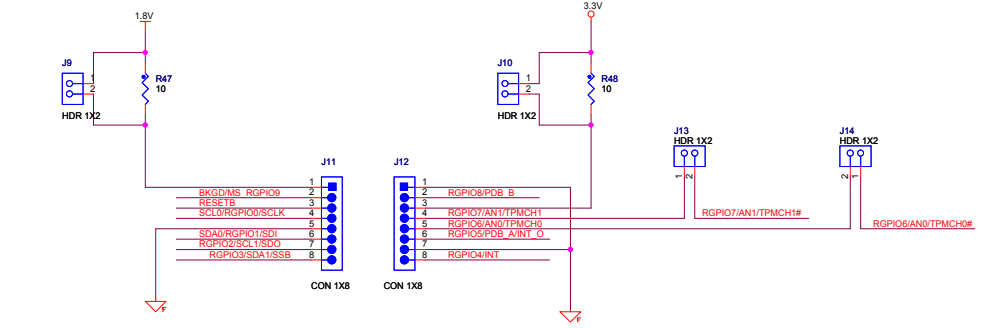 1.8V
3.3V
J9
1
2
R47
10
HDR 1X2
J10
1
2
R48
10
HDR 1X2
J13
HDR 1X2
1
2
J14
HDR 1X2
2
1
J11
1
2
3
4
5
6
7
8
BKGD/MS_RGPIO9
RESETB
SCL0/RGPIO0/SCLK
SDA0/RGPIO1/SDI
RGPIO2/SCL1/SDO
RGPIO3/SDA1/SSB
CON 1X8
J12
1
2
3
4
5
6
7
8
RGPIO8/PDB_B
RGPIO7/AN1/TPMCH1
RGPIO6/AN0/TPMCH0
RGPIO5/PDB_A/INT_O
RGPIO4/INT
CON 1X8
RGPIO7/AN1/TPMCH1#
RGPIO6/AN0/TPMCH0#
F
F